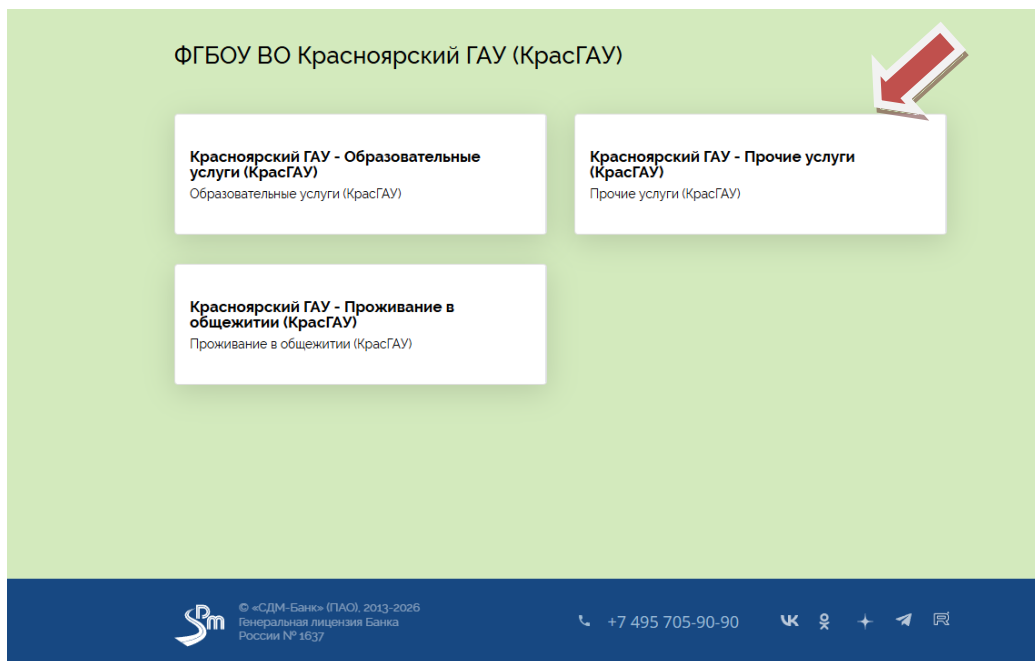 ФГБОУ ВО Красноярский ГАУ (КрасГАУ)
Красноярский ГАУ - Образовательные
услуги (КрасГАУ)
Образовательные услуги (КрасГАУ)
Красноярский ГАУ - Прочие услуги
(КрасГАУ)
Прочие услуги (КрасГАУ)
Красноярский ГАУ - Проживание в
общежитии (КрасГАУ)
Проживание в общежитии (КрасГАУ)
SDm
© «СДМ-Банк» (ПАО), 2013-2026
Генеральная лицензия Банка
России № 1637
+7 495 705-90-90